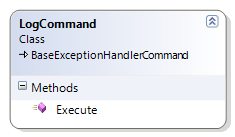 LogCommand
Class
BaseExceptionHandlerCommand
Methods
Execute